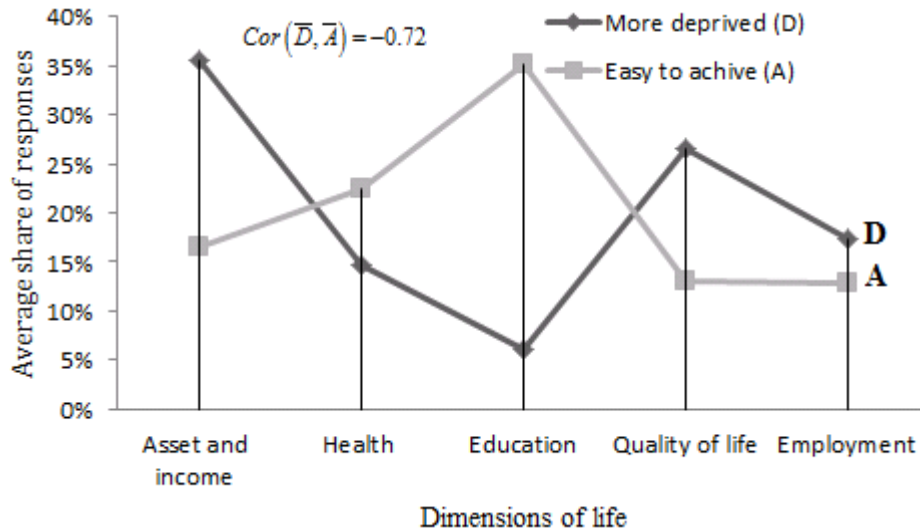 Average share of responses
40%
35%
30%
25%
20%
15%
10%
5%
0%
Cor(D̅, A̅) = −0.72
More deprived (D)
Easy to achive (A)
D
A
Asset and
income
Health
Education
Quality of life
Employment
Dimensions of life